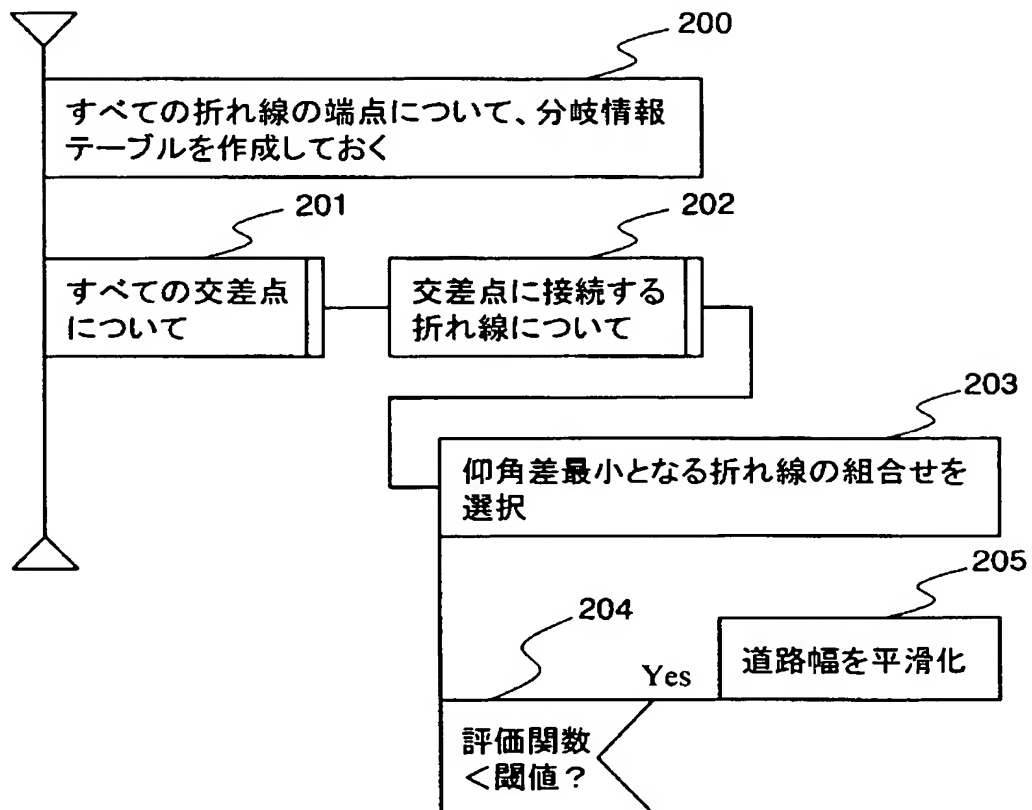 200
すべての折れ線の端点について、分岐情報
テーブルを作成しておく
201
202
すべての交差点
について
交差点に接続する
折れ線について
203
仰角差最小となる折れ線の組合せを
選択
205
204
道路幅を平滑化
Yes
評価関数
<閾値?